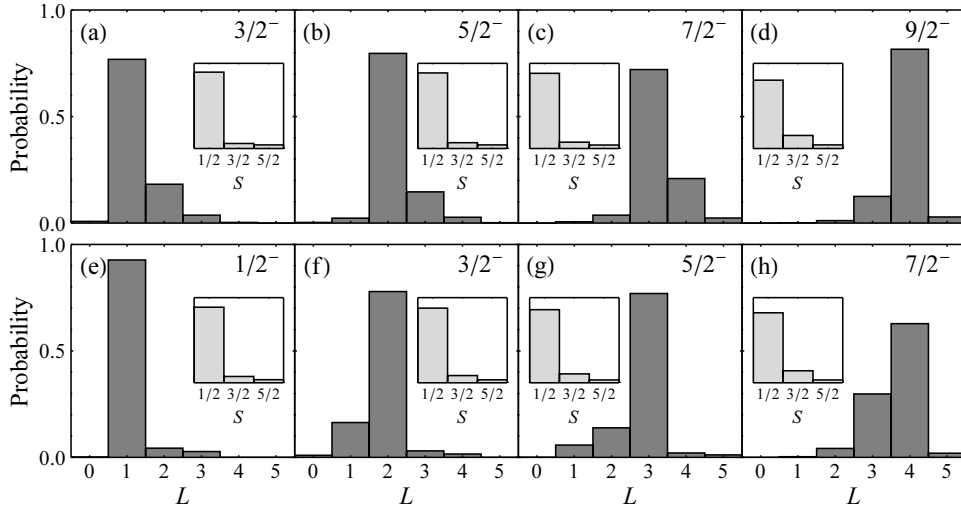 1.0 (a) 3/2⁻ (b) 5/2⁻ (c) 7/2⁻ (d) 9/2⁻
Probability
0.5
1/2 3/2 5/2 1/2 3/2 5/2 1/2 3/2 5/2 1/2 3/2 5/2
S S S S
0.0
1.0 (e) 1/2⁻ (f) 3/2⁻ (g) 5/2⁻ (h) 7/2⁻
Probability
0.5
1/2 3/2 5/2 1/2 3/2 5/2 1/2 3/2 5/2 1/2 3/2 5/2
S S S S
0.0
0 1 2 3 4 5 0 1 2 3 4 5 0 1 2 3 4 5 0 1 2 3 4 5
L L L L